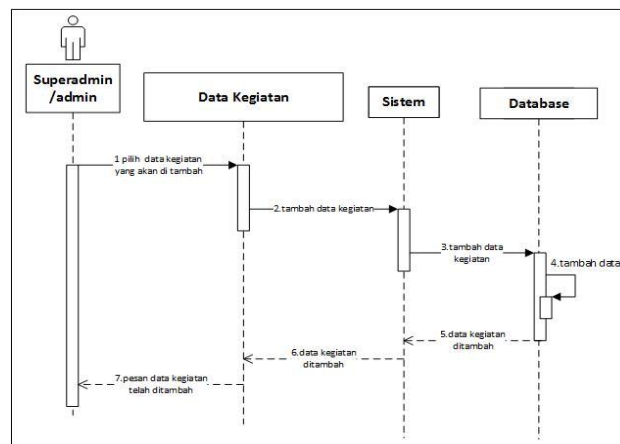 Superadmin
/admin
Data Kegiatan
Sistem
Database
1 pilih data kegiatan
yang akan di tambah
2.tambah data kegiatan
3.tambah data
kegiatan
4.tambah data
5.data kegiatan
ditambah
6.data kegiatan
ditambah
7.pesan data kegiatan
telah ditambah